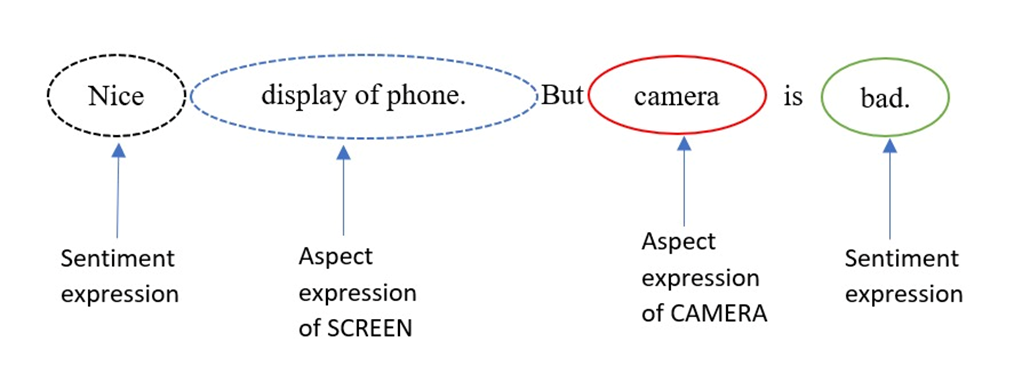 Nice display of phone. But camera is bad.
Sentiment
expression
Aspect
expression
of SCREEN
Aspect
expression
of CAMERA
Sentiment
expression